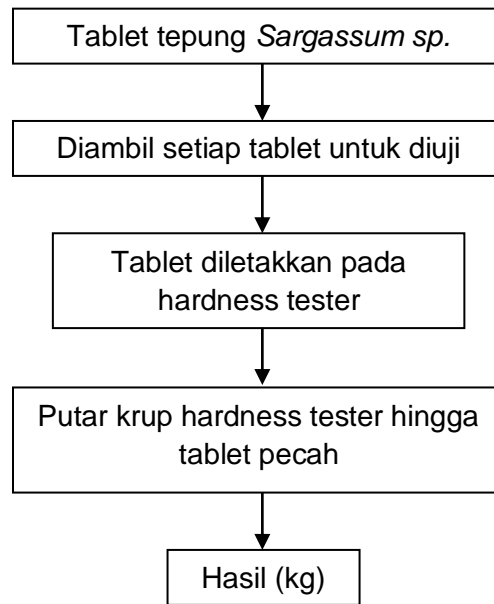 Tablet tepung Sargassum sp.
Diambil setiap tablet untuk diuji
Tablet diletakkan pada
hardness tester
Putar krup hardness tester hingga
tablet pecah
Hasil (kg)